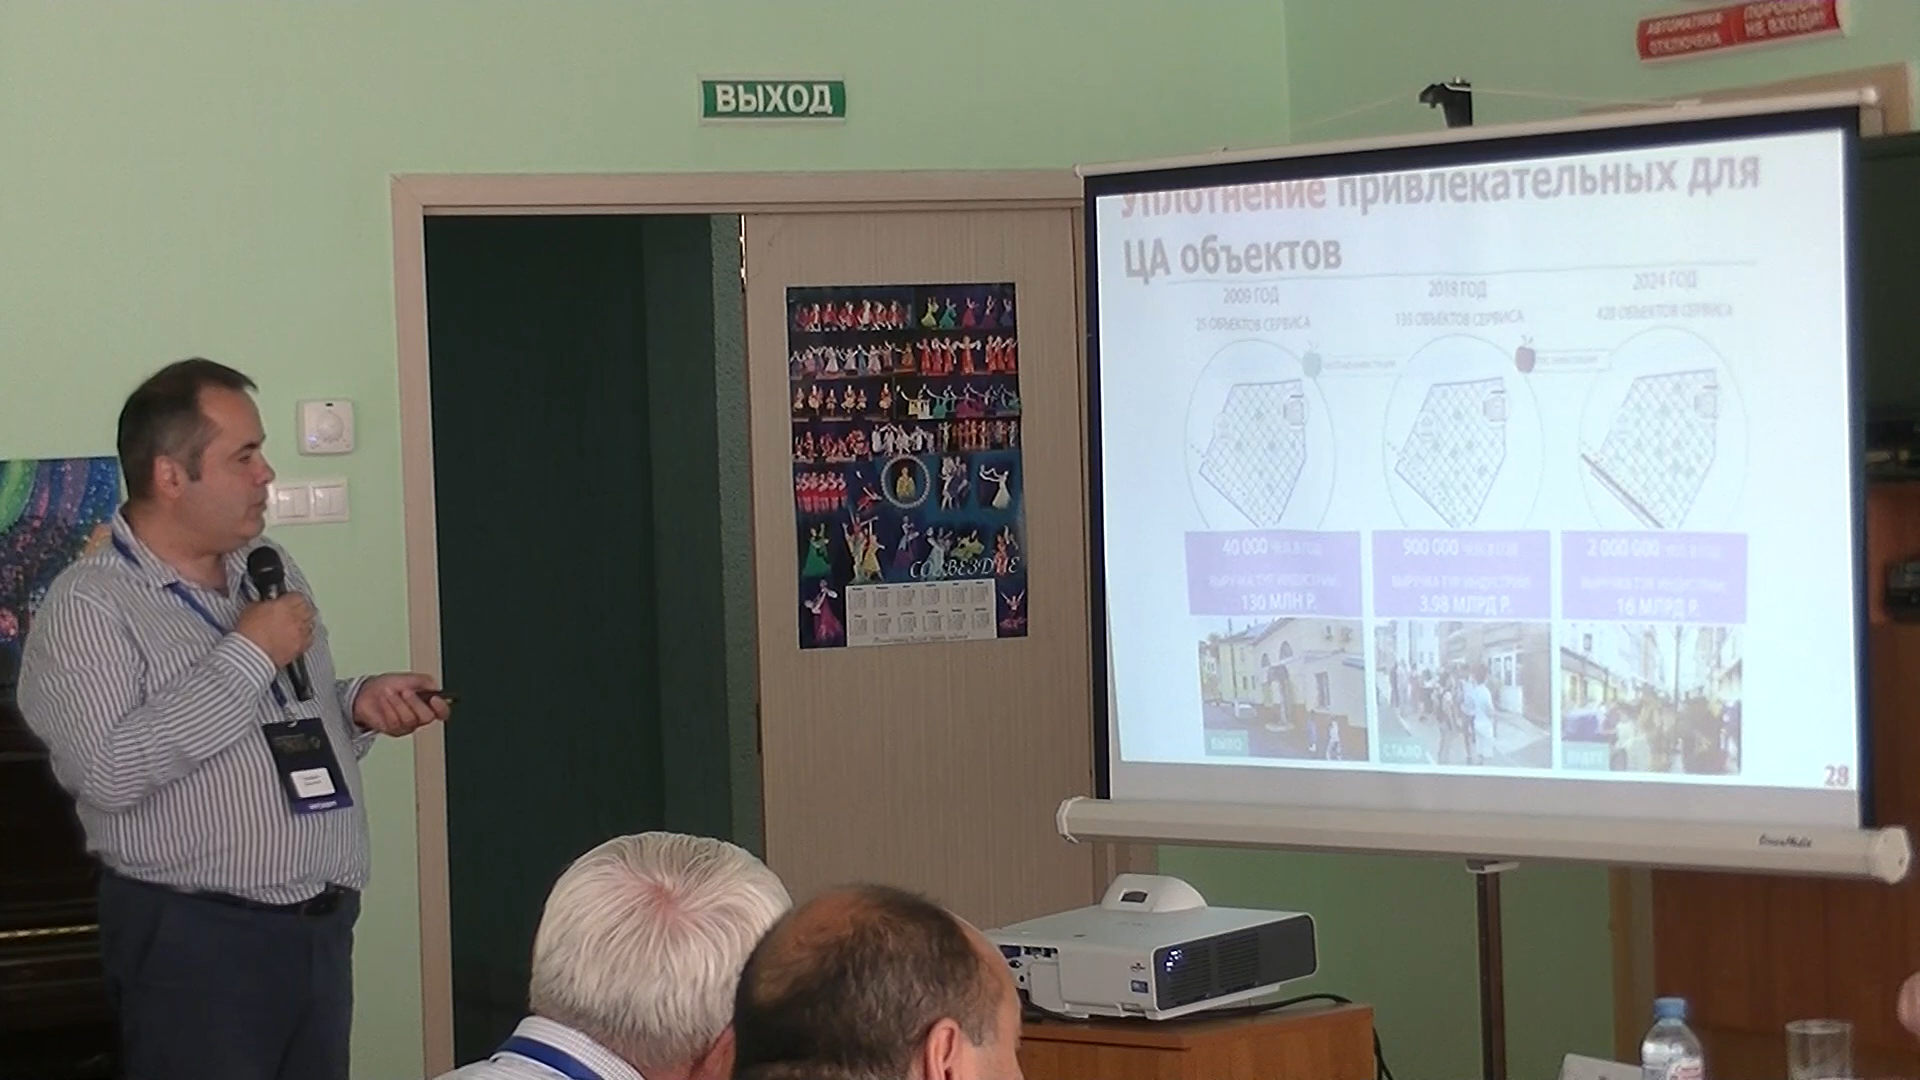 ВЫХОД
АВТОМАТИКА ОТКЛЮЧЕНА
ПОРОШОК НЕ ВХОДИ!
Уплотнение привлекательных для
ЦА объектов
2009 ГОД
25 ОБЪЕКТОВ СЕРВИСА
2018 ГОД
135 ОБЪЕКТОВ СЕРВИСА
2024 ГОД
428 ОБЪЕКТОВ СЕРВИСА
40 000 ЧЕЛ.В ГОД
ВЫРУЧКА ТУР ИНДУСТРИИ
130 МЛН Р.
900 000 ЧЕЛ.В ГОД
ВЫРУЧКА ТУР ИНДУСТРИИ
3.98 МЛРД Р.
2 000 000 ЧЕЛ.В ГОД
ВЫРУЧКА ТУР ИНДУСТРИИ
16 МЛРД Р.
БЫЛО
СТАЛО
БУДЕТ
28
СОЗВЕЗДИЕ